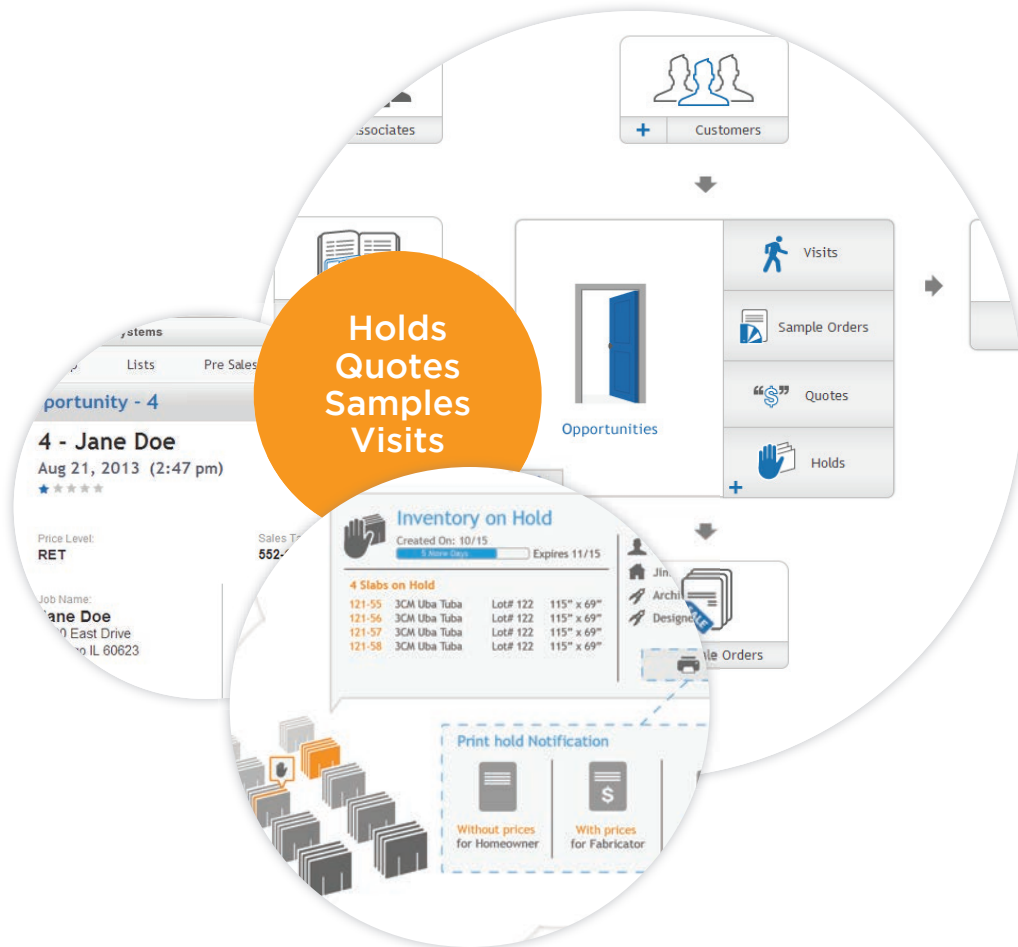 Customers
Visits
Sample Orders
Quotes
Holds
Opportunities
Holds
Quotes
Samples
Visits
Lists Pre Sales
4 - Jane Doe
Aug 21, 2013 (2:47 pm)
Price Level:
RET
Job Name:
East Drive
IL 60623
Inventory on Hold
Created On: 10/15
5 More Days Expires 11/15
4 Slabs on Hold
121-55 3CM Uba Tuba Lot# 122 115" x 69"
121-56 3CM Uba Tuba Lot# 122 115" x 69"
121-57 3CM Uba Tuba Lot# 122 115" x 69"
121-58 3CM Uba Tuba Lot# 122 115" x 69"
Orders
Print hold Notification
Without prices
for Homeowner
With prices
for Fabricator